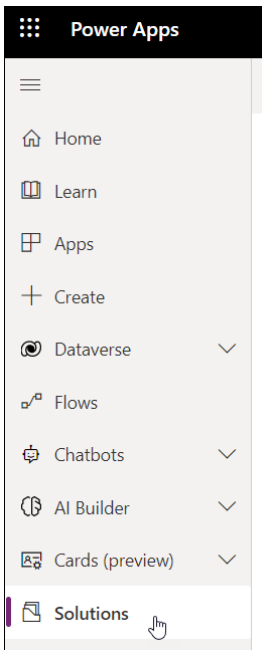 Power Apps
Home
Learn
Apps
Create
Dataverse
Flows
Chatbots
AI Builder
Cards (preview)
Solutions